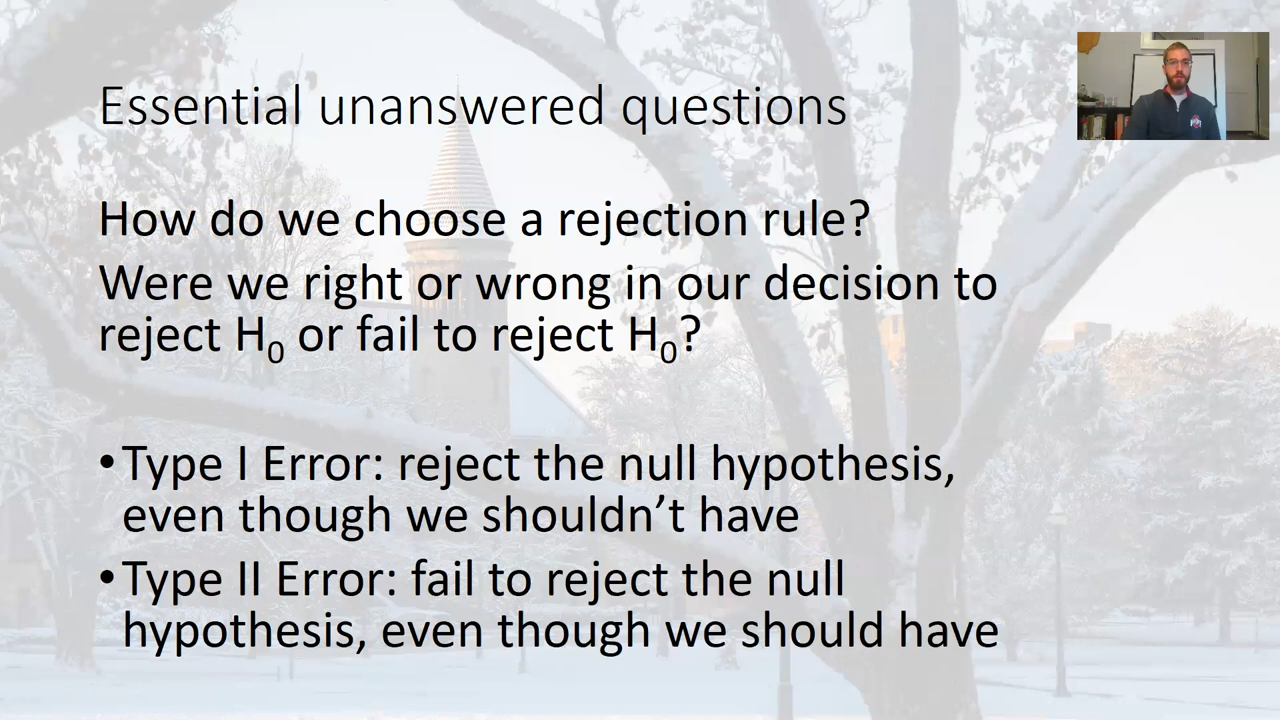 Essential unanswered questions
How do we choose a rejection rule?
Were we right or wrong in our decision to
reject H₀ or fail to reject H₀?
•Type I Error: reject the null hypothesis,
even though we shouldn’t have
•Type II Error: fail to reject the null
hypothesis, even though we should have